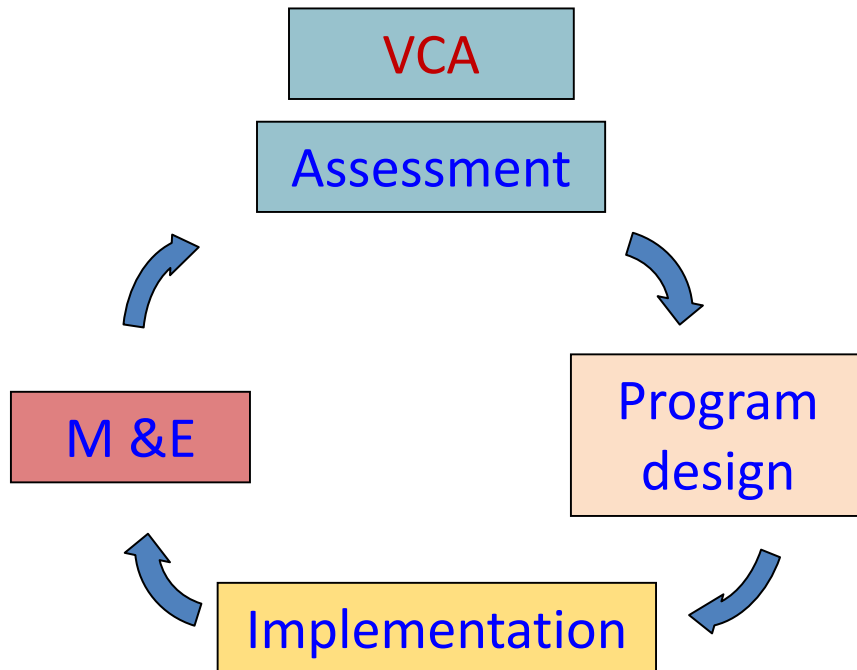 VCA
Assessment
M &E
Program
design
Implementation